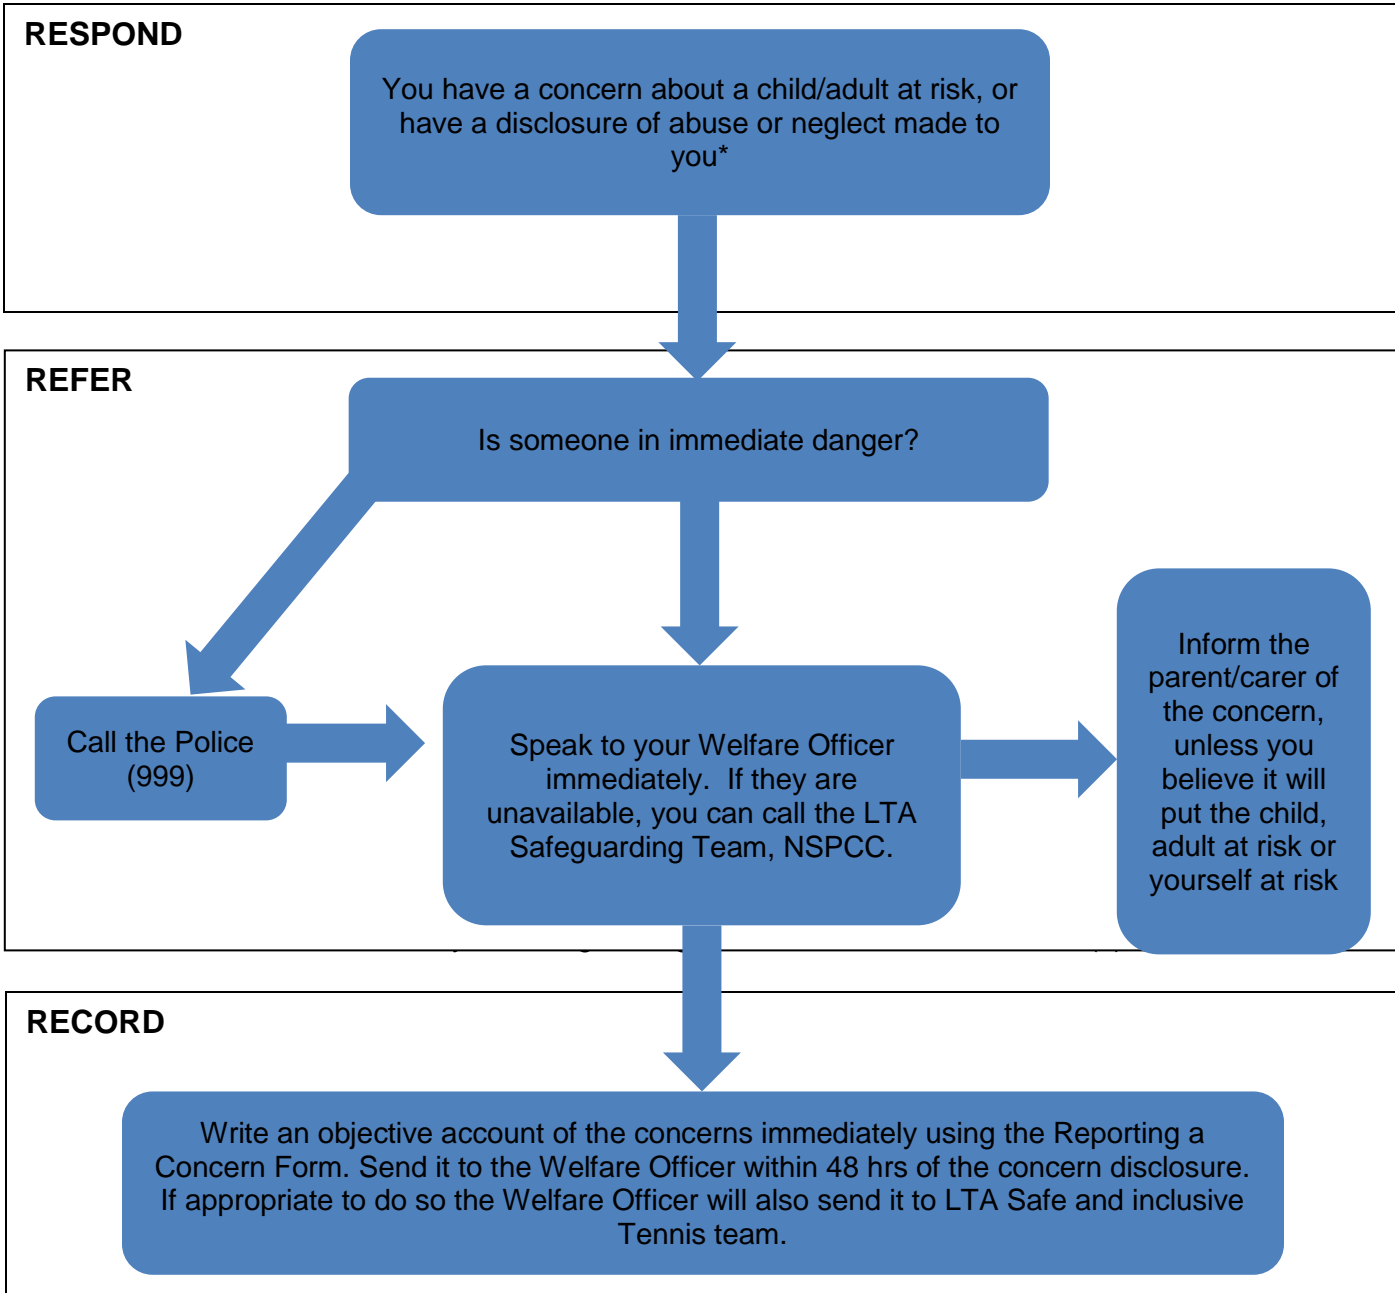 RESPOND
You have a concern about a child/adult at risk, or
have a disclosure of abuse or neglect made to
you*
REFER
Is someone in immediate danger?
Call the Police
(999)
Speak to your Welfare Officer
immediately.  If they are
unavailable, you can call the LTA
Safeguarding Team, NSPCC.
Inform the
parent/carer of
the concern,
unless you
believe it will
put the child,
adult at risk or
yourself at risk
RECORD
Write an objective account of the concerns immediately using the Reporting a
Concern Form. Send it to the Welfare Officer within 48 hrs of the concern disclosure.
If appropriate to do so the Welfare Officer will also send it to LTA Safe and inclusive
Tennis team.